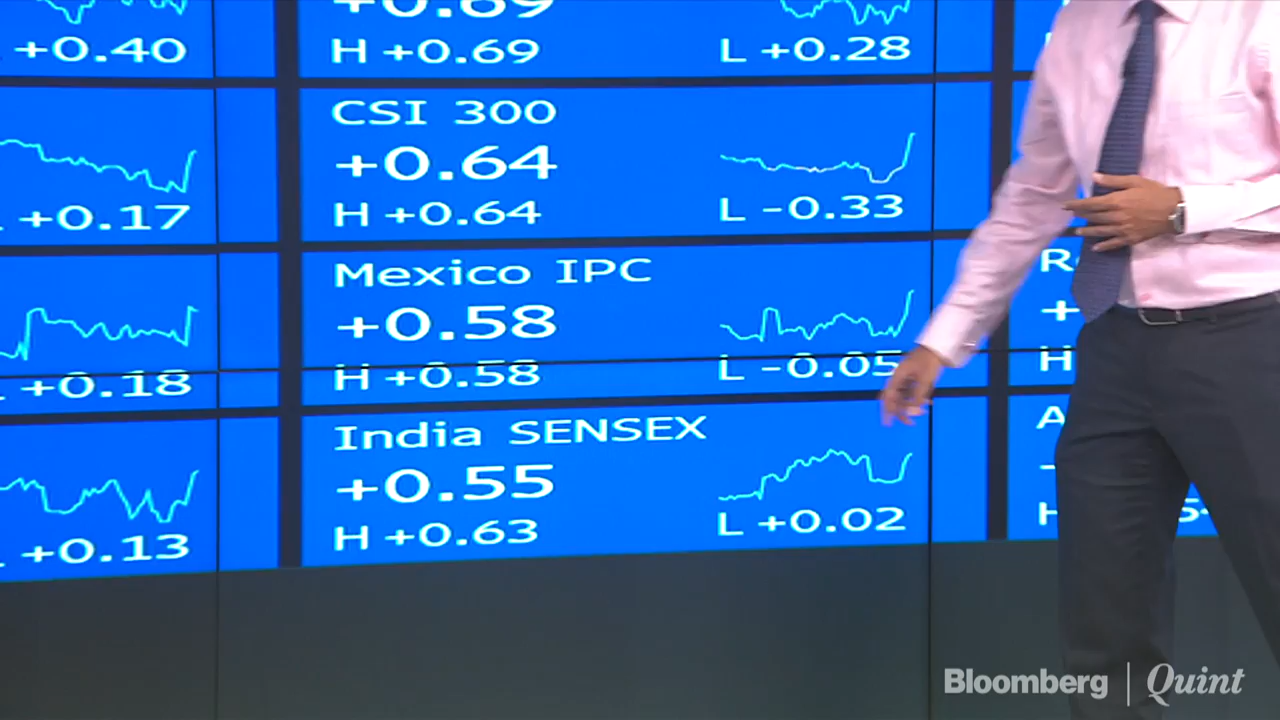 +0.40
+0.69
H +0.69 L +0.28
CSI 300
+0.64
H +0.64 L -0.33
+0.17
Mexico IPC
+0.58
H +0.58 L -0.05
+0.18
India SENSEX
+0.55
H +0.63 L +0.02
+0.13
H
H
Bloomberg | Quint